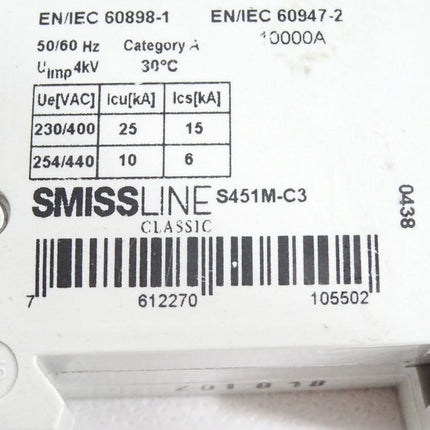 EN/IEC 60898-1 EN/IEC 60947-2
50/60 Hz Category A 10000A
Uimp 4kV 30°C
Ue[VAC] Icu[kA] Ics[kA]
230/400 25 15
254/440 10 6
SMISSLINE S451M-C3
CLASSIC
0438
7 612270 105502